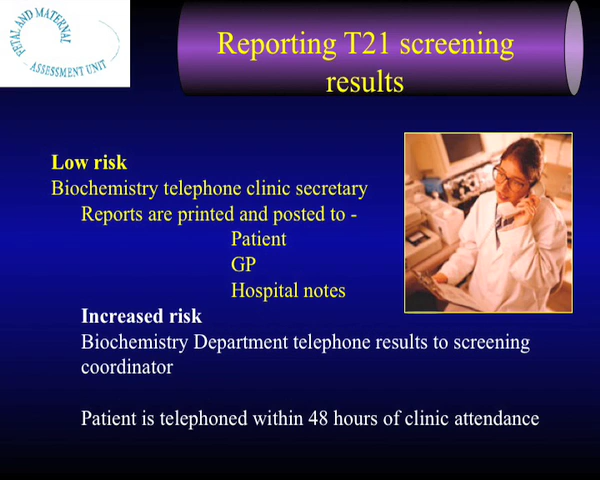 FETAL AND MATERNAL
ASSESSMENT UNIT
Reporting T21 screening
results
Low risk
Biochemistry telephone clinic secretary
Reports are printed and posted to -
Patient
GP
Hospital notes
Increased risk
Biochemistry Department telephone results to screening
coordinator
Patient is telephoned within 48 hours of clinic attendance